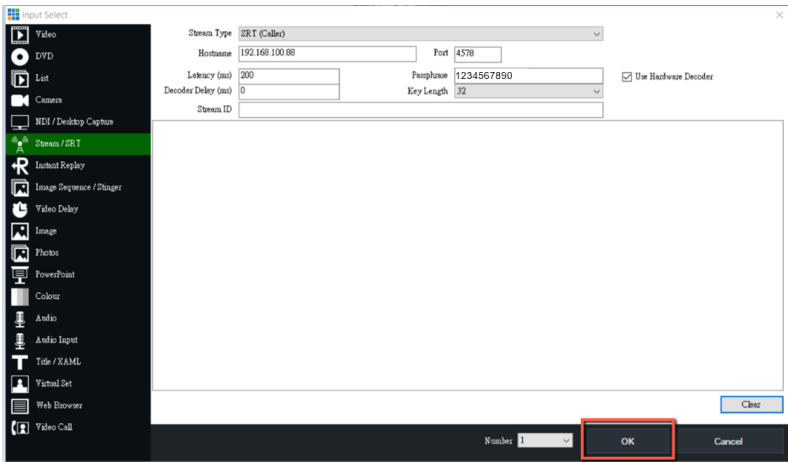 Input Select
Video
DVD
List
Camera
NDI / Desktop Capture
Stream / SRT
Instant Replay
Image Sequence / Stinger
Video Delay
Image
Photos
PowerPoint
Colour
Audio
Audio Input
Title / XAML
Virtual Set
Web Browser
Video Call
Stream Type SRT (Caller)
Hostname 192.168.100.88 Port 4578
Latency (ms) 200 Passphrase 1234567890 Use Hardware Decoder
Decoder Delay (ms) 0 Key Length 32
Stream ID
Clear
Number 1 OK Cancel